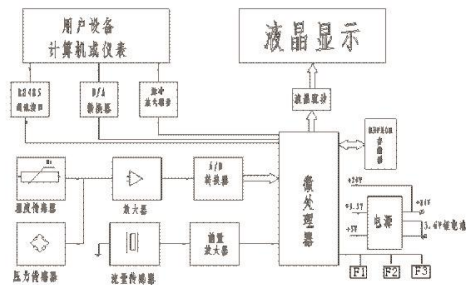 用户设备
计算机或仪表
液晶显示
RS485
通讯接口
D/A
转换器
脉冲
放大输出
液晶驱动
微处理器
EEPROM
存储器
温度传感器
放大器
A/D
转换器
压力传感器
流量传感器
前置
放大器
+24V
+3.3V
+5V
电源
+24V
3.6V锂电池
F1
F2
F3